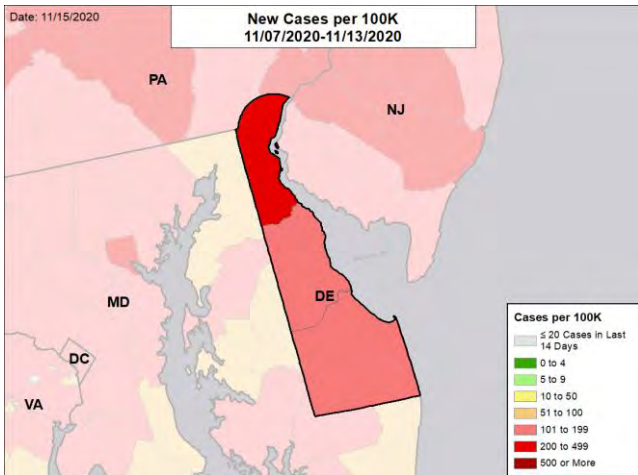 Date: 11/15/2020
New Cases per 100K
11/07/2020-11/13/2020
PA
NJ
DE
MD
DC
VA
Cases per 100K
≤ 20 Cases in Last
14 Days
0 to 4
5 to 9
10 to 50
51 to 100
101 to 199
200 to 499
500 or More